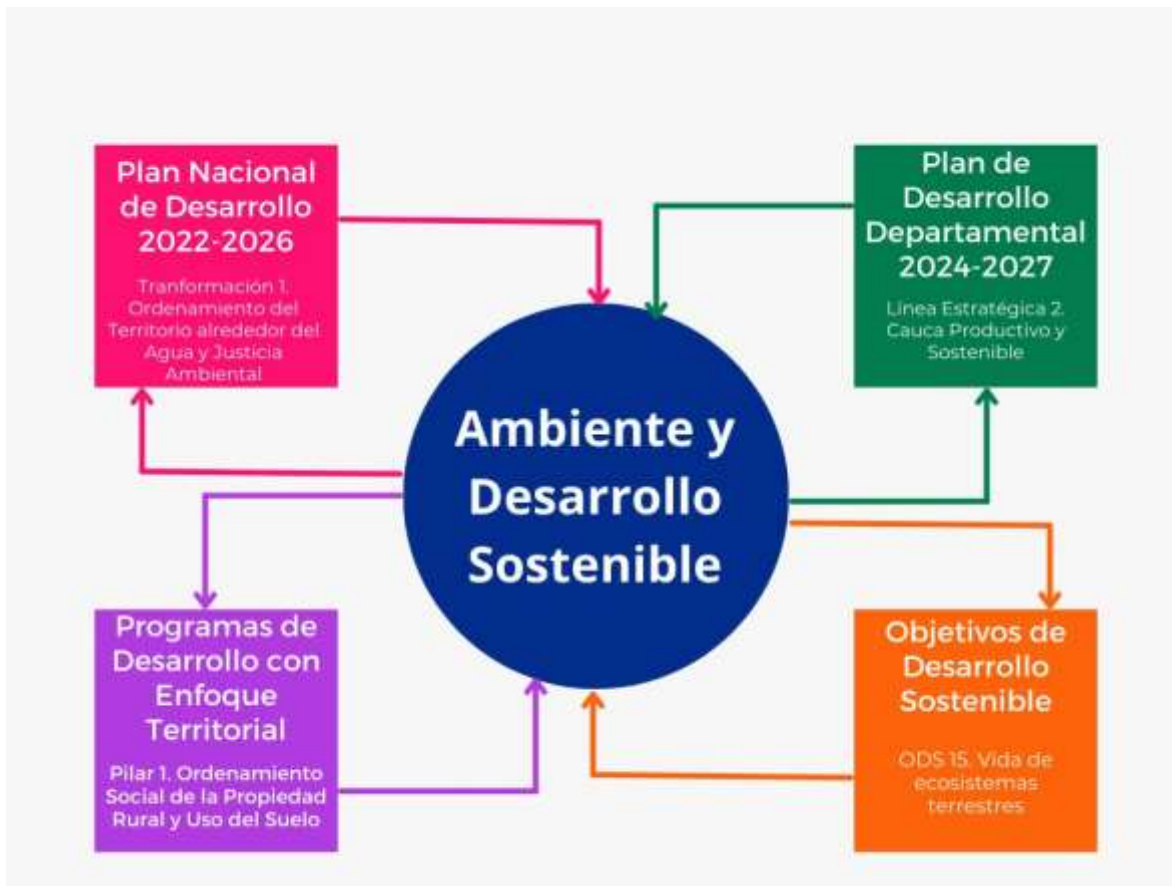 Plan Nacional
de Desarrollo
2022-2026
Tranformación 1.
Ordenamiento del
Territorio alrededor del
Agua y Justicia
Ambiental
Plan de
Desarrollo
Departamental
2024-2027
Línea Estratégica 2.
Cauca Productivo y
Sostenible
Ambiente y
Desarrollo
Sostenible
Programas de
Desarrollo con
Enfoque
Territorial
Pilar 1. Ordenamiento
Social de la Propiedad
Rural y Uso del Suelo
Objetivos de
Desarrollo
Sostenible
ODS 15. Vida de
ecosistemas
terrestres